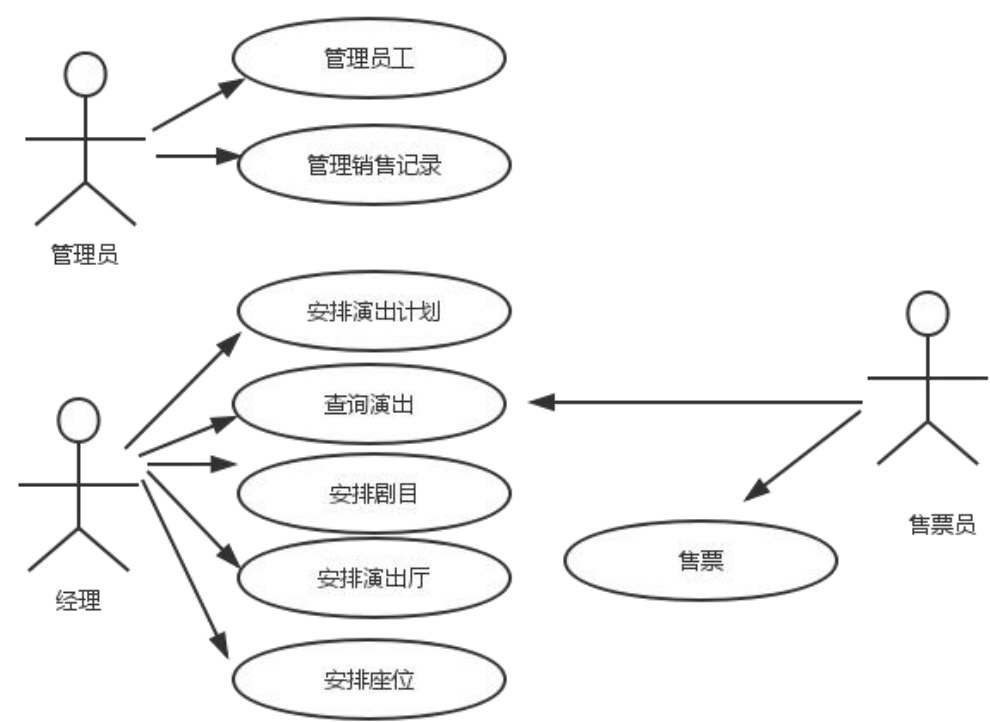 管理员工
管理销售记录
管理员
安排演出计划
查询演出
安排剧目
安排演出厅
安排座位
经理
售票员
售票